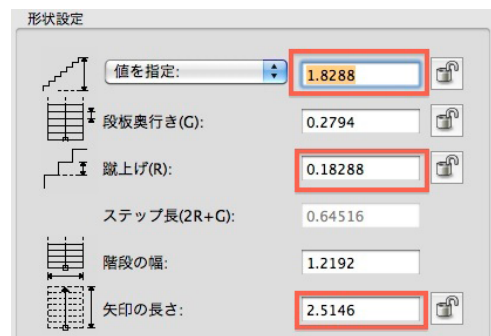 形状設定
値を指定: 1.8288
段板奥行き(G): 0.2794
蹴上げ(R): 0.18288
ステップ長(2R+G): 0.64516
階段の幅: 1.2192
矢印の長さ: 2.5146